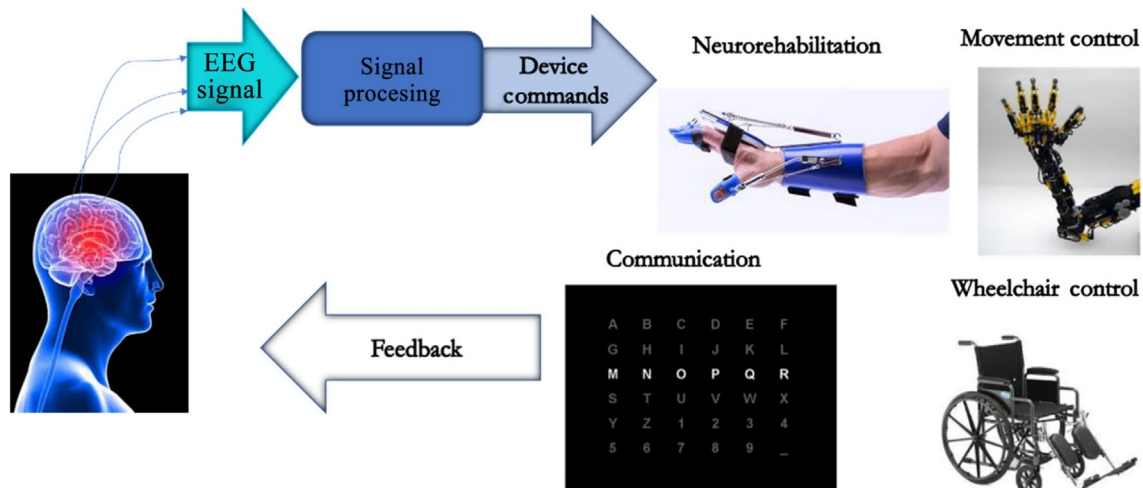 EEG
signal
Signal
procesing
Device
commands
Neurorehabilitation
Movement control
Communication
Wheelchair control
Feedback
A B C D E F
G H I J K L
M N O P Q R
S T U V W X
Y Z 1 2 3 4
5 6 7 8 9 _